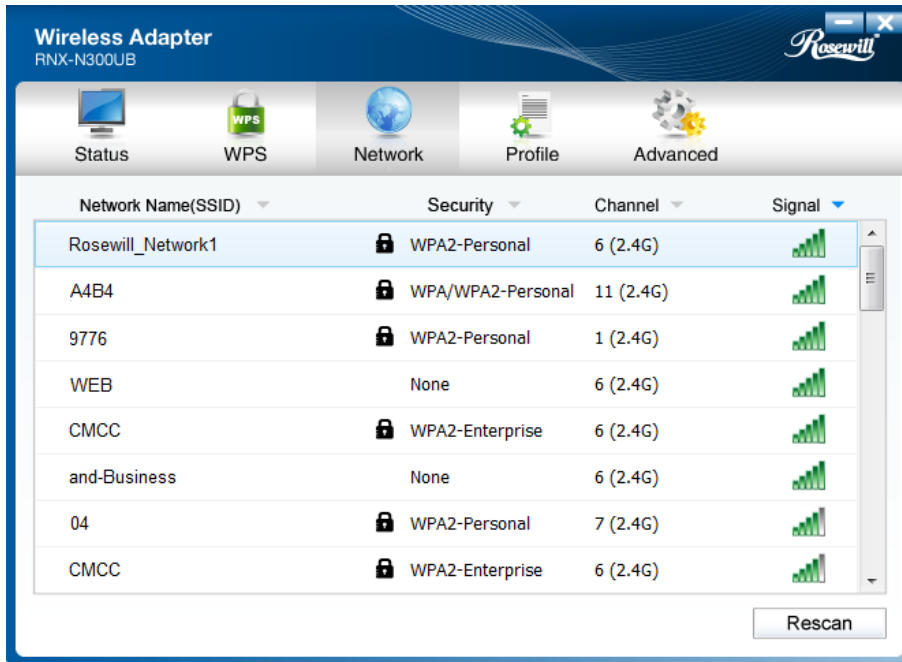 Wireless Adapter
RNX-N300UB
Rosewill
WPS
Status WPS Network Profile Advanced
Network Name(SSID) Security Channel Signal
Rosewill_Network1 WPA2-Personal 6 (2.4G)
A4B4 WPA/WPA2-Personal 11 (2.4G)
9776 WPA2-Personal 1 (2.4G)
WEB None 6 (2.4G)
CMCC WPA2-Enterprise 6 (2.4G)
and-Business None 6 (2.4G)
04 WPA2-Personal 7 (2.4G)
CMCC WPA2-Enterprise 6 (2.4G)
Rescan